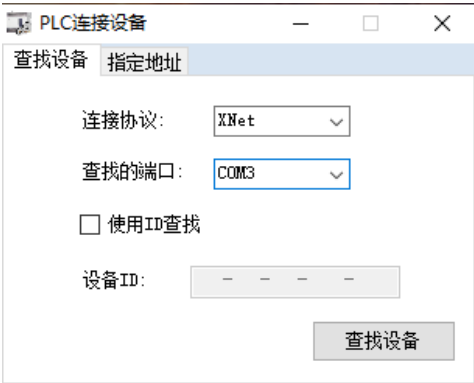 PLC连接设备
查找设备 指定地址
连接协议: XNet
查找的端口: COM3
使用ID查找
设备ID: - - - -
查找设备